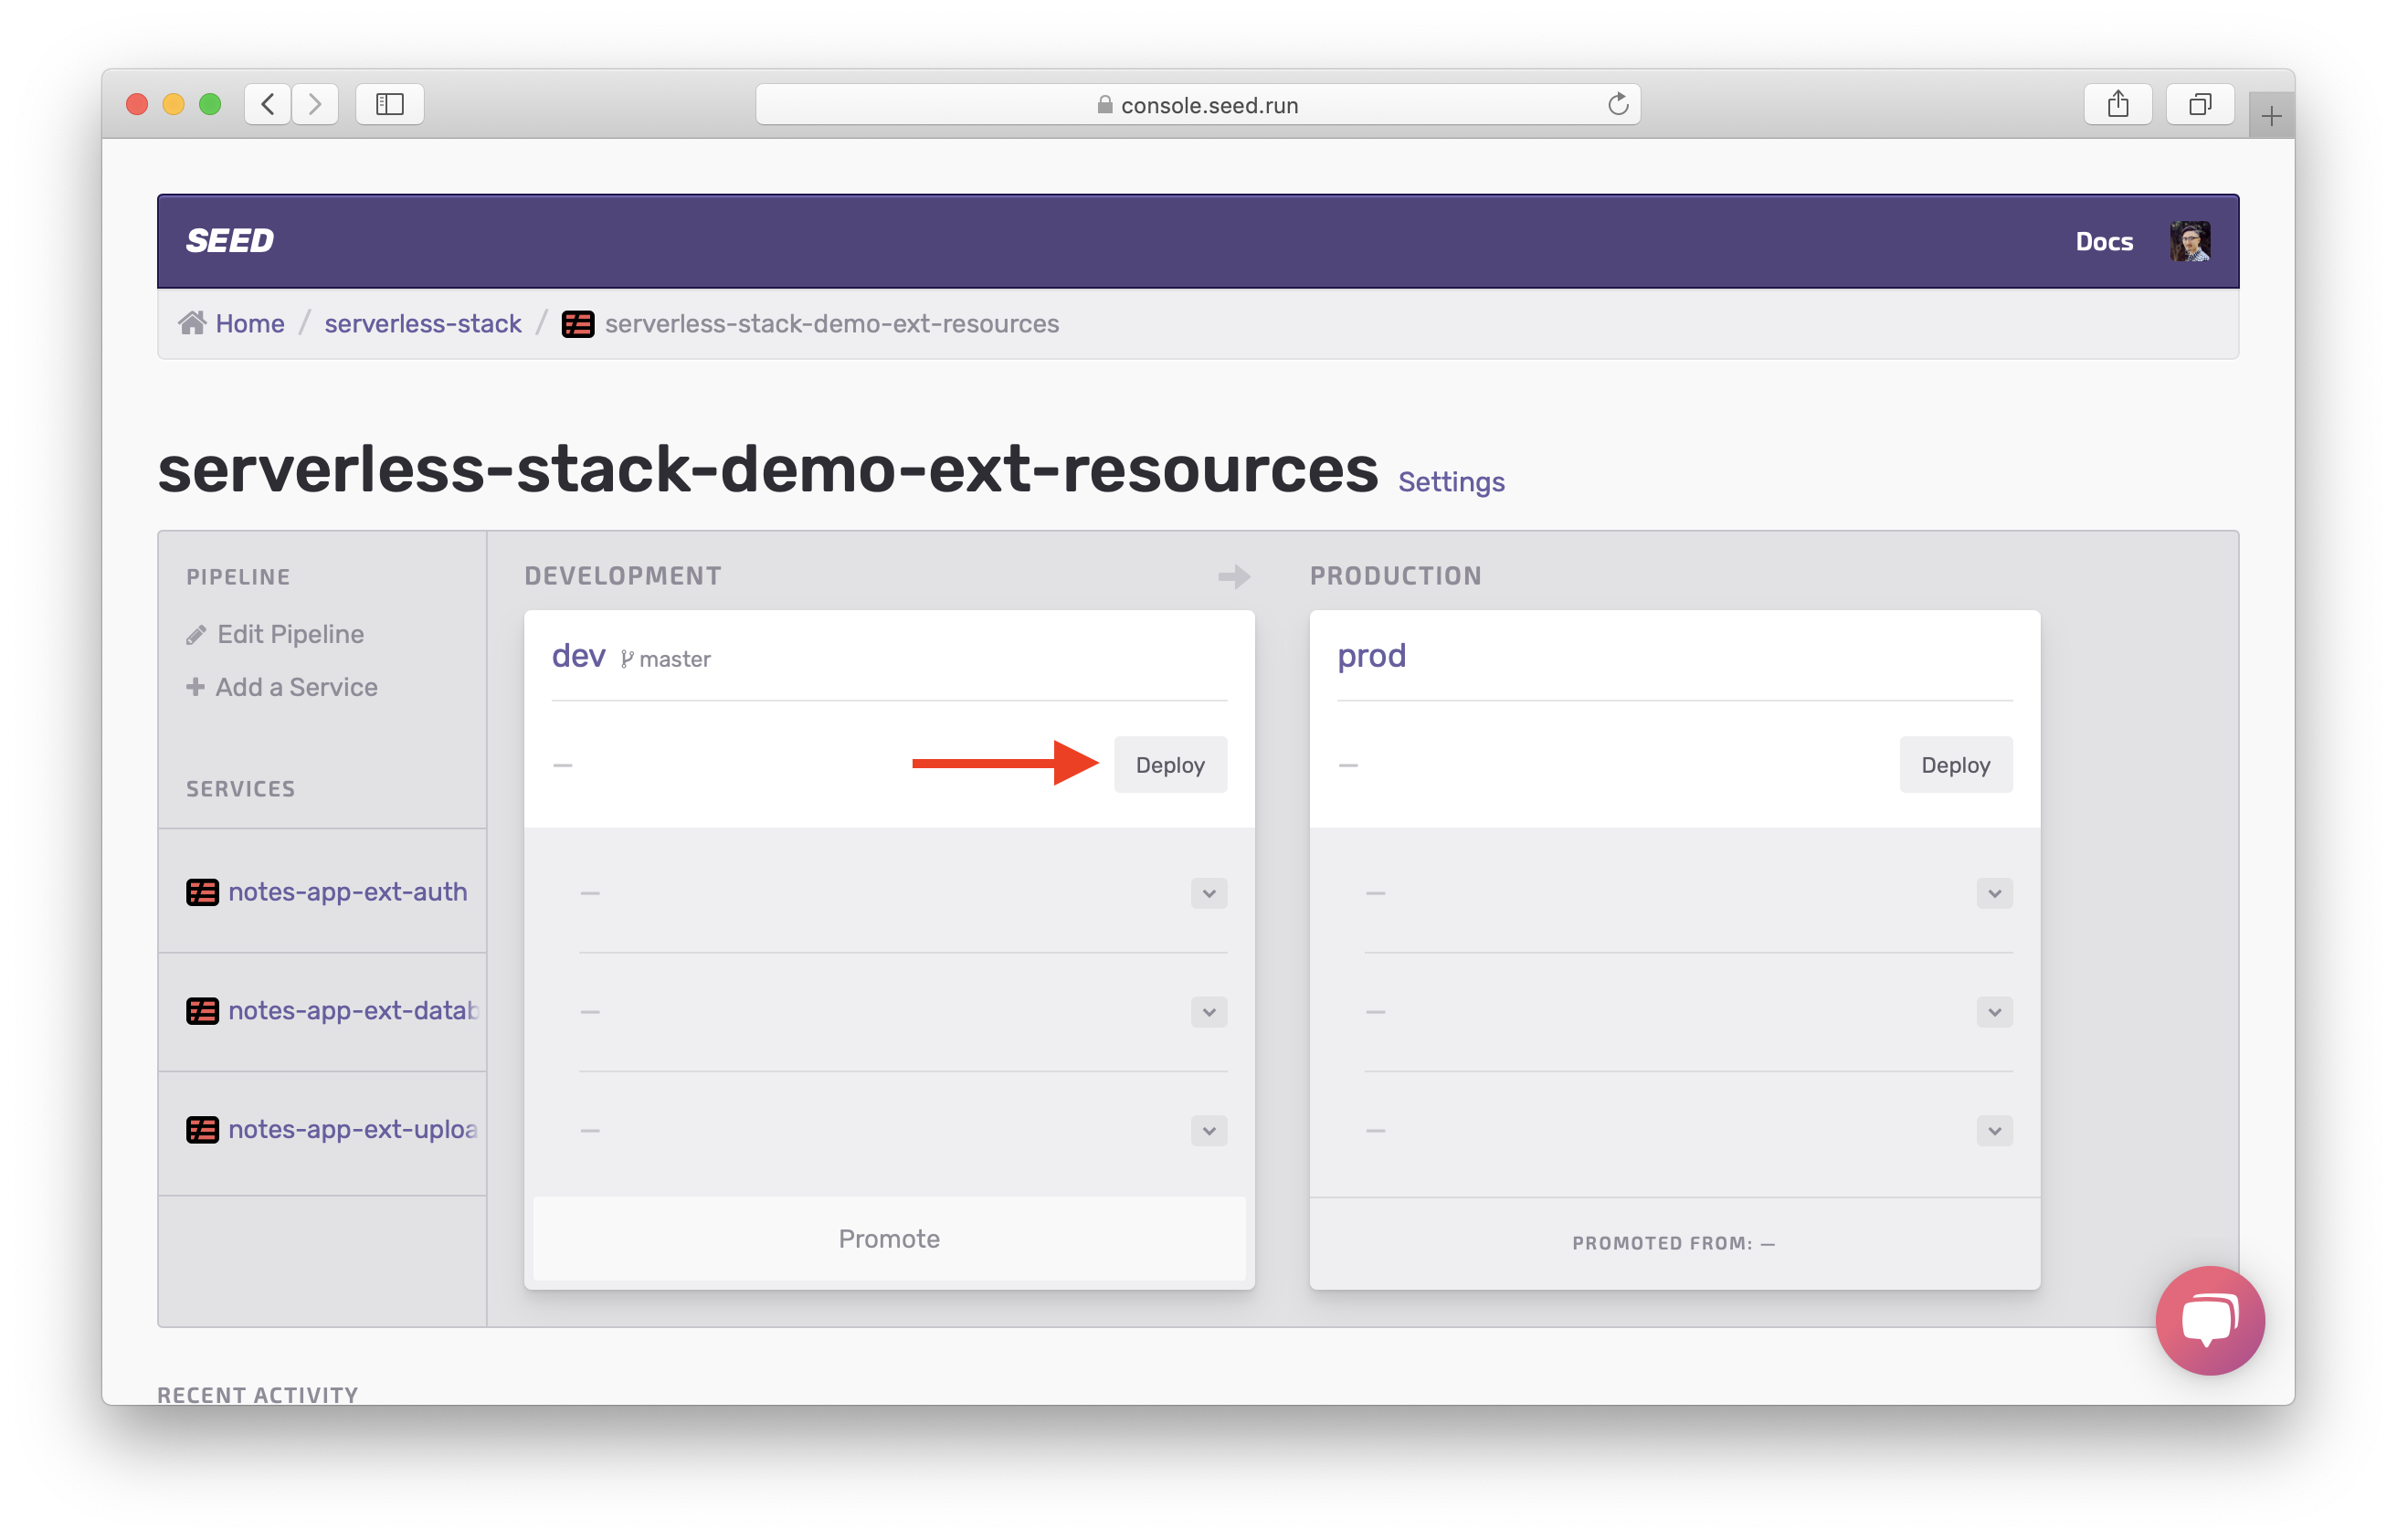 console.seed.run
SEED
Docs
Home / serverless-stack / serverless-stack-demo-ext-resources
serverless-stack-demo-ext-resources Settings
PIPELINE
Edit Pipeline
Add a Service
SERVICES
notes-app-ext-auth
notes-app-ext-datab
notes-app-ext-uploa
DEVELOPMENT
dev master
— Deploy
—
—
—
Promote
PRODUCTION
prod
— Deploy
—
—
—
PROMOTED FROM: —
RECENT ACTIVITY